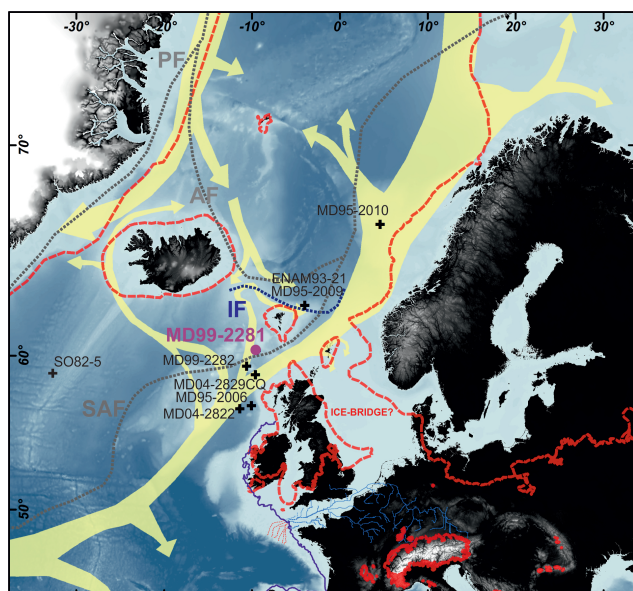 -30° -20° -10° 0° 10° 20° 30°
PF
70°
AF
MD95-2010
ENAM93-21
MD95-2009
IF
MD99-2281
60°
SO82-5
MD99-2282
MD04-2829CQ
SAF
MD95-2006
MD04-2822
ICE-BRIDGE?
50°